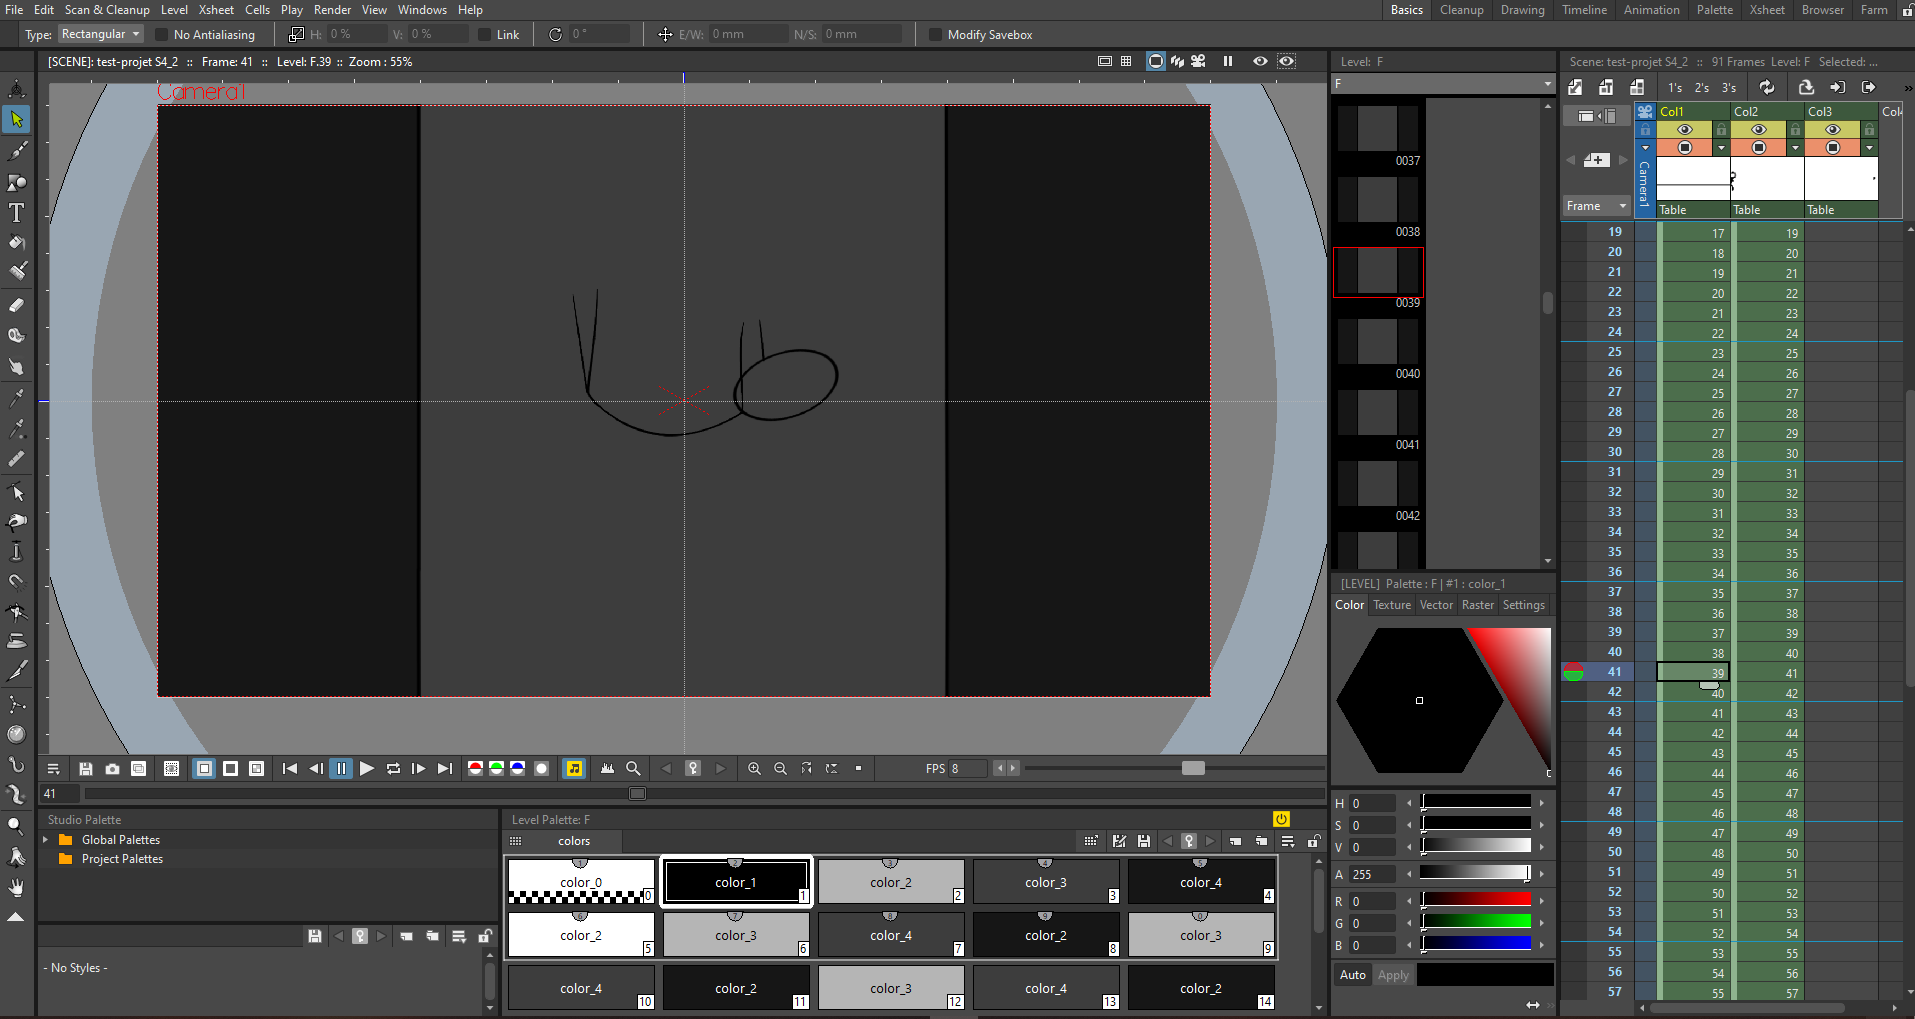 File Edit Scan & Cleanup Level Xsheet Cells Play Render View Windows Help
Basics Cleanup Drawing Timeline Animation Palette Xsheet Browser Farm
Type: Rectangular No Antialiasing H: 0 % V: 0 % Link 0 ° E/W: 0 mm N/S: 0 mm Modify Savebox
[SCENE]: test-projet S4_2 :: Frame: 41 :: Level: F.39 :: Zoom : 55%
Camera1
FPS 8
41
Level: F
F
0037
0038
0039
0040
0041
0042
[LEVEL] Palette : F | #1 : color_1
Color Texture Vector Raster Settings
H 0
S 0
V 0
A 255
R 0
G 0
B 0
Auto Apply
Studio Palette
Global Palettes
Project Palettes
- No Styles -
Level Palette: F
colors
1 2 3 4 5
color_0 color_1 color_2 color_3 color_4
0 1 2 3 4
6 7 8 9 0
color_2 color_3 color_4 color_2 color_3
5 6 7 8 9
color_4 color_2 color_3 color_4 color_2
10 11 12 13 14
Scene: test-projet S4_2 :: 91 Frames Level: F Selected: ...
1's 2's 3's
Col1 Col2 Col3 Col
Camera1
Frame
Table Table Table
19 17 19
20 18 20
21 19 21
22 20 22
23 21 23
24 22 24
25 23 25
26 24 26
27 25 27
28 26 28
29 27 29
30 28 30
31 29 31
32 30 32
33 31 33
34 32 34
35 33 35
36 34 36
37 35 37
38 36 38
39 37 39
40 38 40
41 39 41
42 40 42
43 41 43
44 42 44
45 43 45
46 44 46
47 45 47
48 46 48
49 47 49
50 48 50
51 49 51
52 50 52
53 51 53
54 52 54
55 53 55
56 54 56
57 55 57